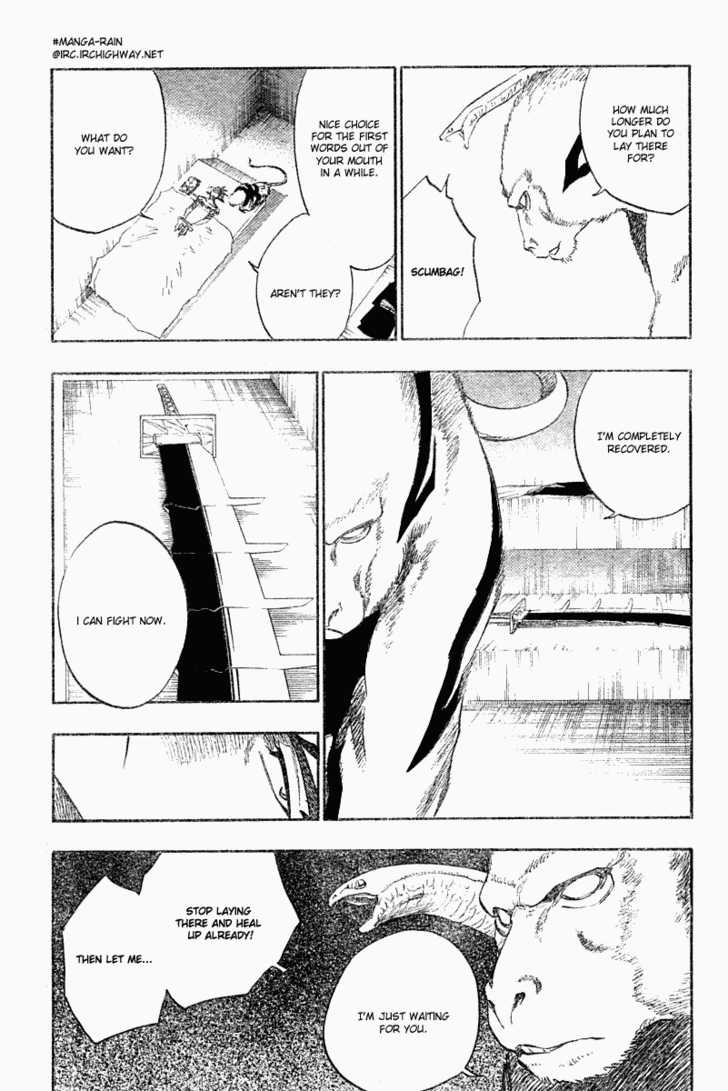 #MANGA-RAIN
@IRC.IRCHIGHWAY.NET
HOW MUCH
LONGER DO
YOU PLAN TO
LAY THERE
FOR?
SCUMBAG!
NICE CHOICE
FOR THE FIRST
WORDS OUT OF
YOUR MOUTH
IN A WHILE.
AREN'T THEY?
WHAT DO
YOU WANT?
I'M COMPLETELY
RECOVERED.
I CAN FIGHT NOW.
STOP LAYING
THERE AND HEAL
UP ALREADY!
THEN LET ME...
I'M JUST WAITING
FOR YOU.